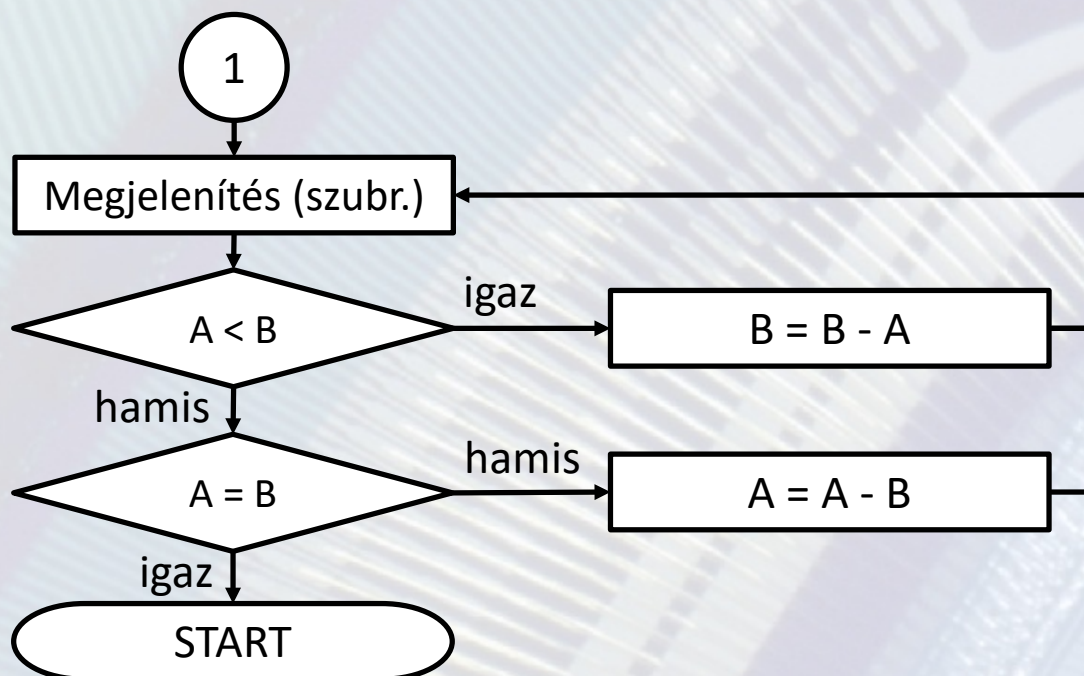 1
Megjelenítés (szubr.)
A < B
igaz
B = B - A
hamis
A = B
hamis
A = A - B
igaz
START